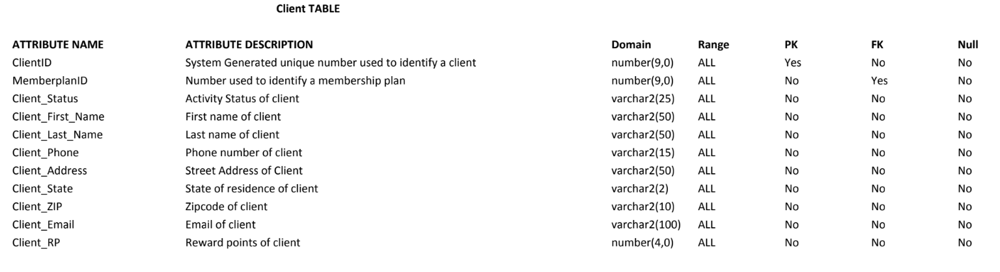 Client TABLE
ATTRIBUTE NAME ATTRIBUTE DESCRIPTION Domain Range PK FK Null
ClientID System Generated unique number used to identify a client number(9,0) ALL Yes No No
MemberplanID Number used to identify a membership plan number(9,0) ALL No Yes No
Client_Status Activity Status of client varchar2(25) ALL No No No
Client_First_Name First name of client varchar2(50) ALL No No No
Client_Last_Name Last name of client varchar2(50) ALL No No No
Client_Phone Phone number of client varchar2(15) ALL No No No
Client_Address Street Address of Client varchar2(50) ALL No No No
Client_State State of residence of client varchar2(2) ALL No No No
Client_ZIP Zipcode of client varchar2(10) ALL No No No
Client_Email Email of client varchar2(100) ALL No No No
Client_RP Reward points of client number(4,0) ALL No No No